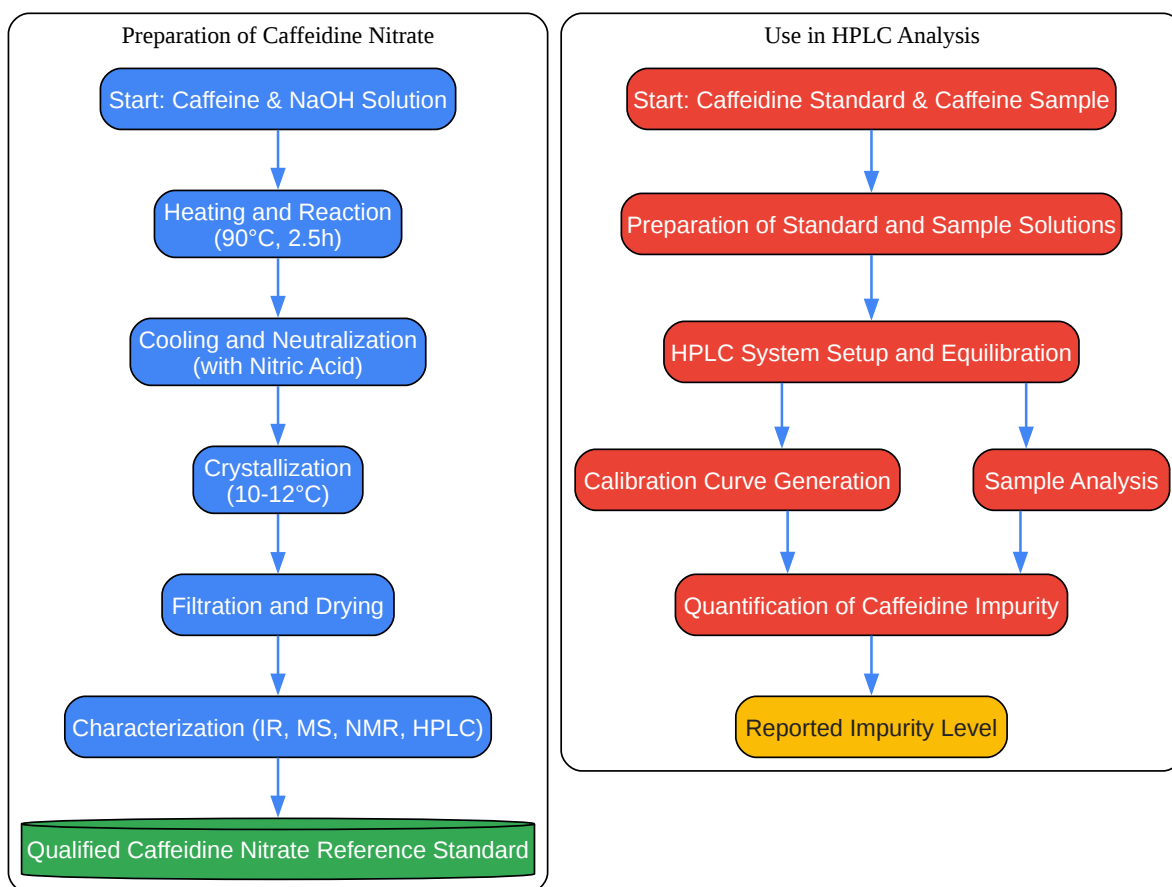 Preparation of Caffeidine Nitrate
Start: Caffeine & NaOH Solution
Heating and Reaction
(90°C, 2.5h)
Cooling and Neutralization
(with Nitric Acid)
Crystallization
(10-12°C)
Filtration and Drying
Characterization (IR, MS, NMR, HPLC)
Qualified Caffeidine Nitrate Reference Standard
Use in HPLC Analysis
Start: Caffeidine Standard & Caffeine Sample
Preparation of Standard and Sample Solutions
HPLC System Setup and Equilibration
Calibration Curve Generation
Sample Analysis
Quantification of Caffeidine Impurity
Reported Impurity Level